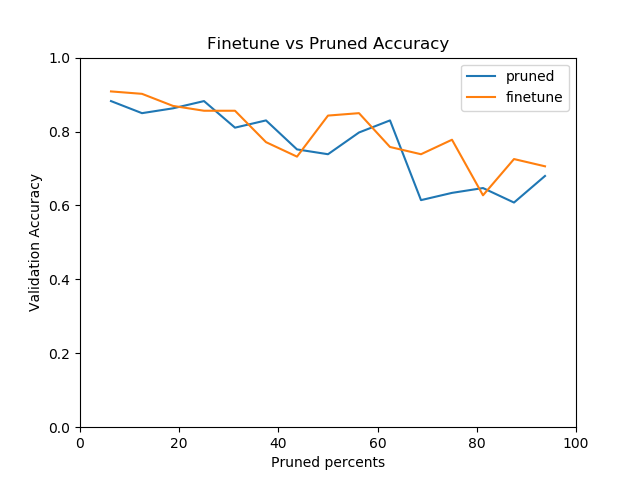 Finetune vs Pruned Accuracy
pruned
finetune
Validation Accuracy
1.0
0.8
0.6
0.4
0.2
0.0
0 20 40 60 80 100
Pruned percents